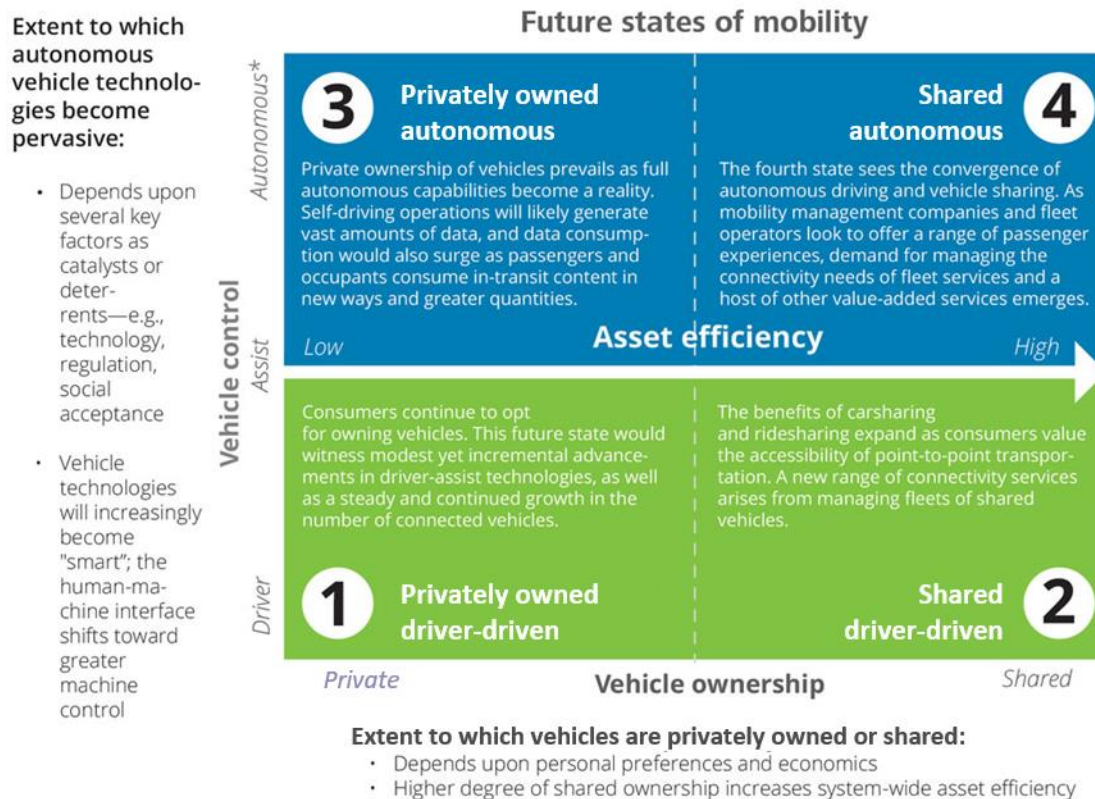 Future states of mobility
Extent to which
autonomous
vehicle technolo-
gies become
pervasive:
• Depends upon
several key
factors as
catalysts or
deter-
rents—e.g.,
technology,
regulation,
social
acceptance
• Vehicle
technologies
will increasingly
become
"smart"; the
human-ma-
chine interface
shifts toward
greater
machine
control
Vehicle control
Autonomous*
Assist
Driver
3
Privately owned
autonomous
Private ownership of vehicles prevails as full
autonomous capabilities become a reality.
Self-driving operations will likely generate
vast amounts of data, and data consump-
tion would also surge as passengers and
occupants consume in-transit content in
new ways and greater quantities.
Shared
autonomous
4
The fourth state sees the convergence of
autonomous driving and vehicle sharing. As
mobility management companies and fleet
operators look to offer a range of passenger
experiences, demand for managing the
connectivity needs of fleet services and a
host of other value-added services emerges.
Low
Asset efficiency
High
Consumers continue to opt
for owning vehicles. This future state would
witness modest yet incremental advance-
ments in driver-assist technologies, as well
as a steady and continued growth in the
number of connected vehicles.
1
Privately owned
driver-driven
The benefits of carsharing
and ridesharing expand as consumers value
the accessibility of point-to-point transpor-
tation. A new range of connectivity services
arises from managing fleets of shared
vehicles.
Shared
driver-driven
2
Private
Vehicle ownership
Shared
Extent to which vehicles are privately owned or shared:
• Depends upon personal preferences and economics
• Higher degree of shared ownership increases system-wide asset efficiency